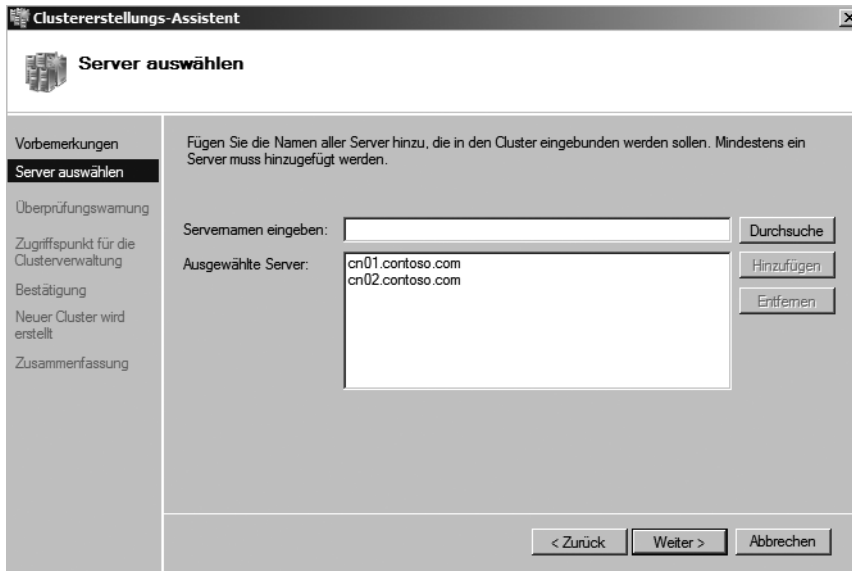 Clustererstellungs-Assistent
Server auswählen
Vorbemerkungen
Server auswählen
Überprüfungswarnung
Zugriffspunkt für die
Clusterverwaltung
Bestätigung
Neuer Cluster wird
erstellt
Zusammenfassung
Fügen Sie die Namen aller Server hinzu, die in den Cluster eingebunden werden sollen. Mindestens ein
Server muss hinzugefügt werden.
Servernamen eingeben:
Durchsuche
Ausgewählte Server:
cn01.contoso.com
cn02.contoso.com
Hinzufügen
Entfernen
< Zurück
Weiter >
Abbrechen